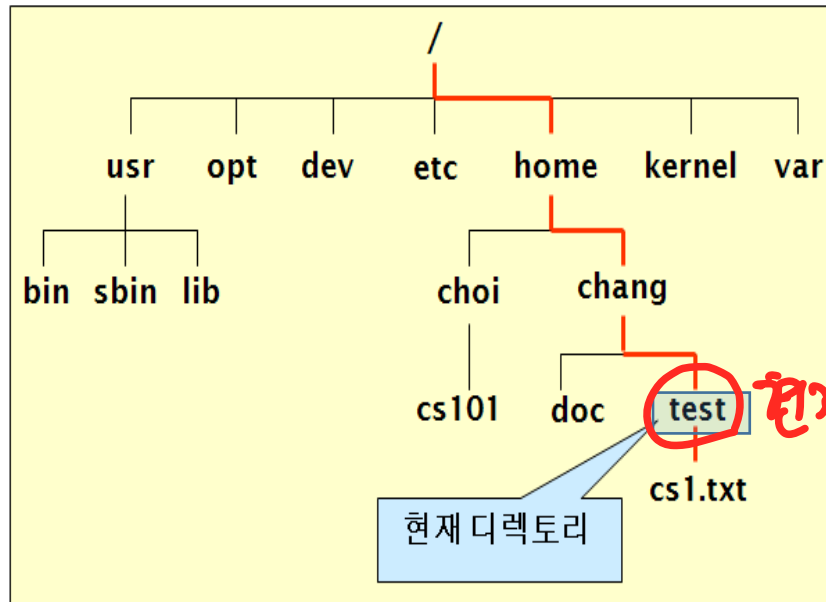 /
usr opt dev etc home kernel var
bin sbin lib choi chang
cs101 doc test
cs1.txt
현재 디렉토리